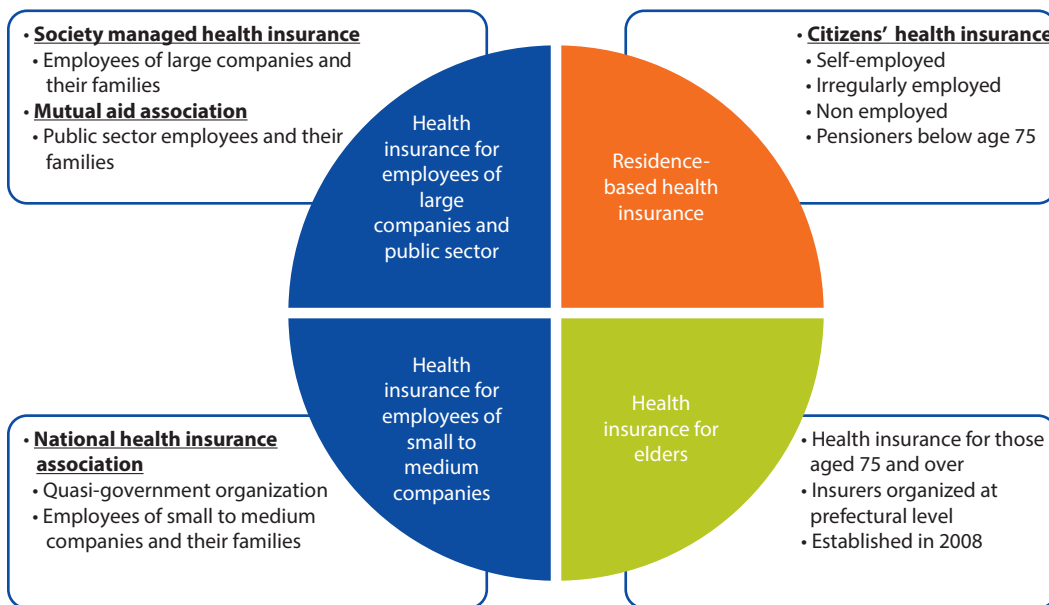 • Society managed health insurance
• Employees of large companies and
their families
• Mutual aid association
• Public sector employees and their
families
Health
insurance for
employees of
large
companies and
public sector
Residence-
based health
insurance
• Citizens’ health insurance
• Self-employed
• Irregularly employed
• Non employed
• Pensioners below age 75
• National health insurance
association
• Quasi-government organization
• Employees of small to medium
companies and their families
Health
insurance for
employees of
small to
medium
companies
Health
insurance for
elders
• Health insurance for those
aged 75 and over
• Insurers organized at
prefectural level
• Established in 2008